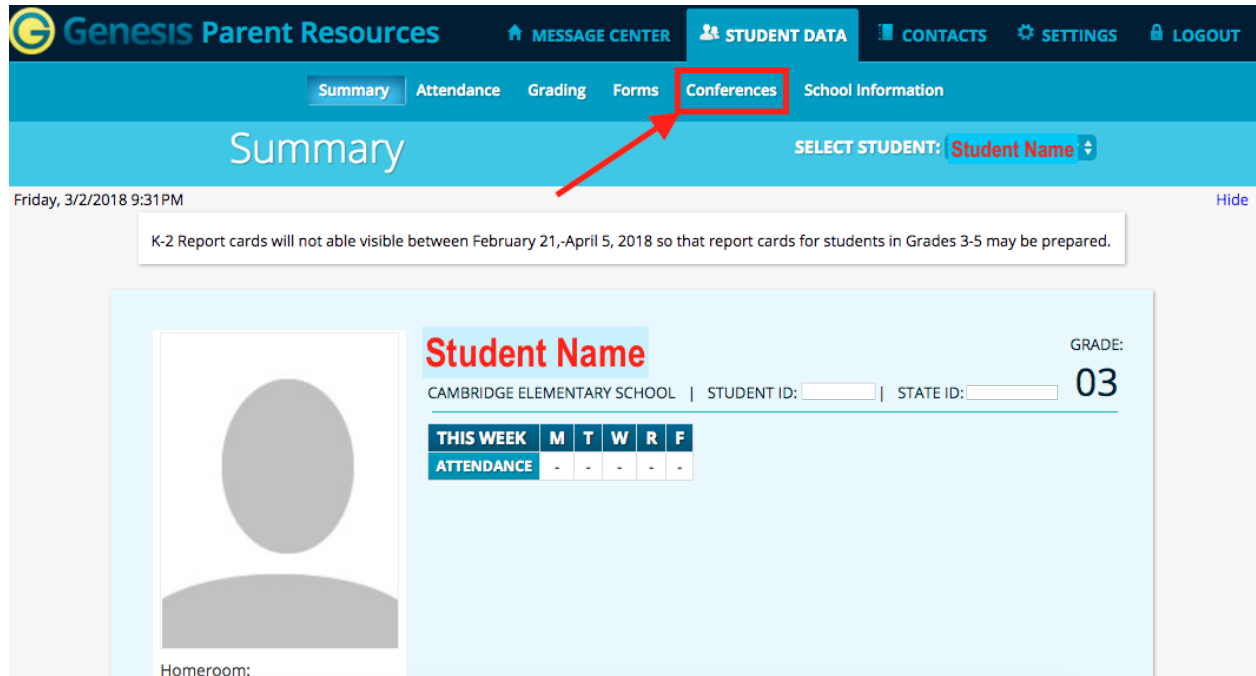 G Genesis Parent Resources MESSAGE CENTER STUDENT DATA CONTACTS SETTINGS LOGOUT
Summary Attendance Grading Forms Conferences School Information
Summary SELECT STUDENT: Student Name
Friday, 3/2/2018 9:31PM Hide
K-2 Report cards will not able visible between February 21,-April 5, 2018 so that report cards for students in Grades 3-5 may be prepared.
Student Name GRADE:
CAMBRIDGE ELEMENTARY SCHOOL | STUDENT ID: | STATE ID: 03
THIS WEEK M T W R F
ATTENDANCE - - - - -
Homeroom: